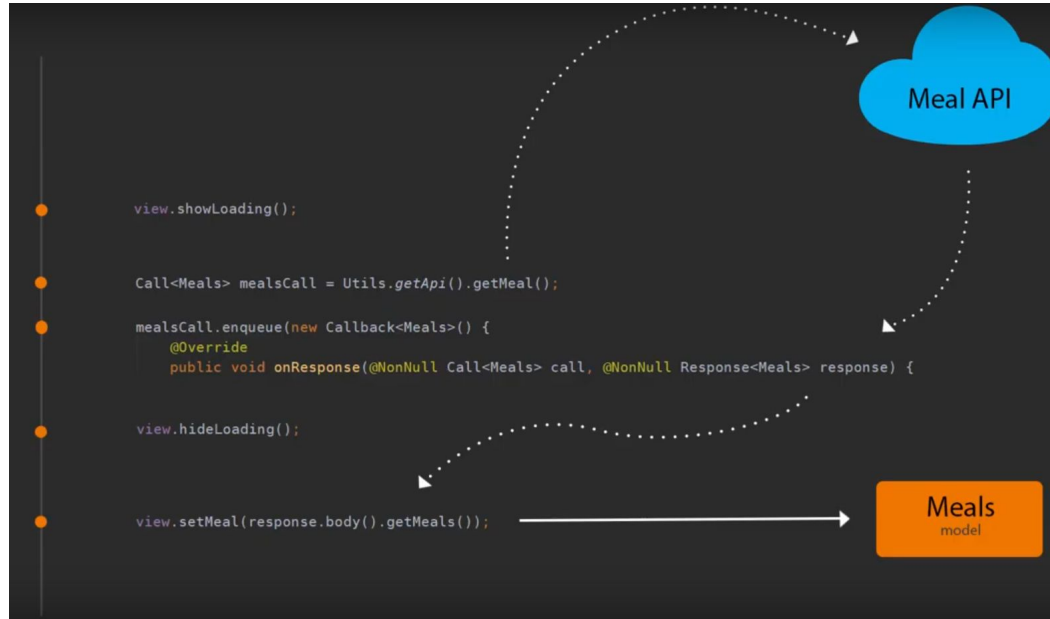 Meal API
view.showLoading();
Call<Meals> mealsCall = Utils.getApi().getMeal();
mealsCall.enqueue(new Callback<Meals>() {
@Override
public void onResponse(@NonNull Call<Meals> call, @NonNull Response<Meals> response) {
view.hideLoading();
view.setMeal(response.body().getMeals());
Meals
model